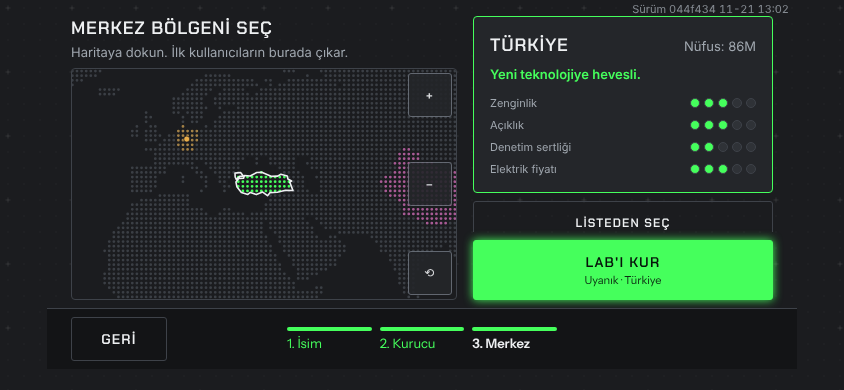 Sürüm 044f434 11-21 13:02
MERKEZ BÖLGENİ SEÇ
Haritaya dokun. İlk kullanıcıların burada çıkar.
+
−
⟲
TÜRKİYE
Nüfus: 86M
Yeni teknolojiye hevesli.
Zenginlik
Açıklık
Denetim sertliği
Elektrik fiyatı
LİSTEDEN SEÇ
LAB'I KUR
Uyanık · Türkiye
GERİ
1. İsim
2. Kurucu
3. Merkez